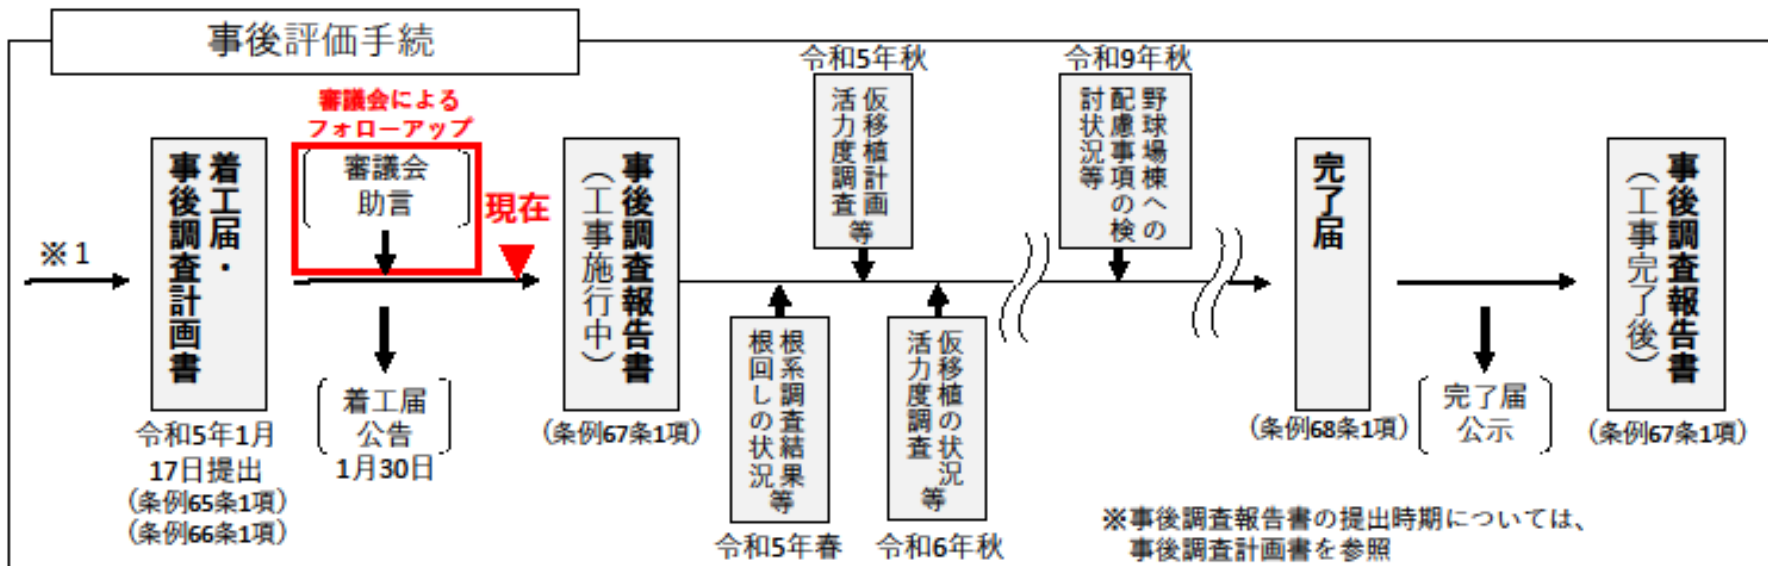 事後評価手続
※1
着工届・
事後調査計画書
令和5年1月
17日提出
(条例65条1項)
(条例66条1項)
審議会による
フォローアップ
審議会
助言
着工届
公告
1月30日
現在
事後調査報告書
(工事施行中)
(条例67条1項)
根系調査結果等
根回しの状況
令和5年春
令和5年秋
仮移植計画等
活力度調査
仮移植の状況等
活力度調査
令和6年秋
令和9年秋
野球場棟への
配慮事項の検
討状況等
完了届
(条例68条1項)
完了届
公示
事後調査報告書
(工事完了後)
(条例67条1項)
※事後調査報告書の提出時期については、
事後調査計画書を参照